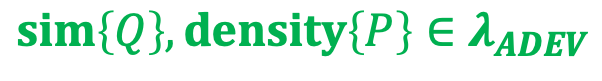 sim{Q}, density{P} ∈ λ_ADEV